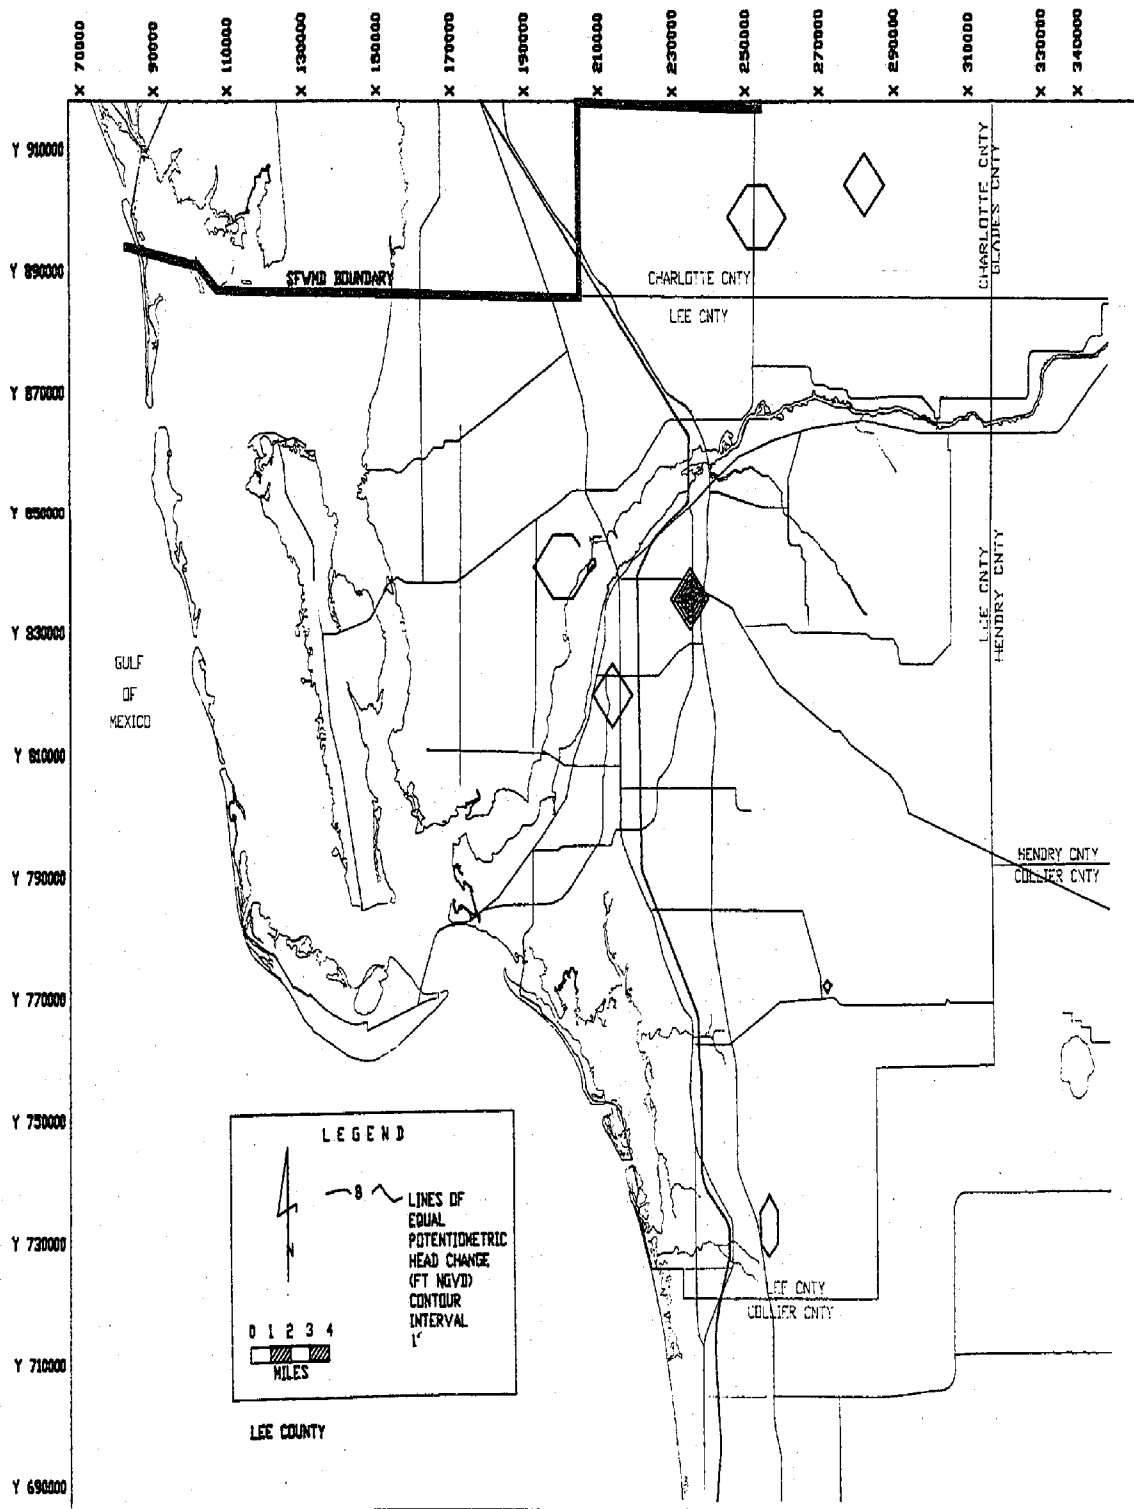 X 70000
X 90000
X 110000
X 130000
X 150000
X 170000
X 190000
X 210000
X 230000
X 250000
X 270000
X 290000
X 310000
X 330000
X 340000
Y 910000
Y 890000
Y 870000
Y 850000
Y 830000
Y 810000
Y 790000
Y 770000
Y 750000
Y 730000
Y 710000
Y 690000
CHARLOTTE CNTY
GLADES CNTY
SFWMD BOUNDARY
CHARLOTTE CNTY
LEE CNTY
LEE CNTY
HENDRY CNTY
GULF
OF
MEXICO
HENDRY CNTY
COLLIER CNTY
LEE CNTY
COLLIER CNTY
LEGEND
8
LINES OF
EQUAL
POTENTIOMETRIC
HEAD CHANGE
(FT NGVD)
CONTOUR
INTERVAL
1'
N
0 1 2 3 4
MILES
LEE COUNTY